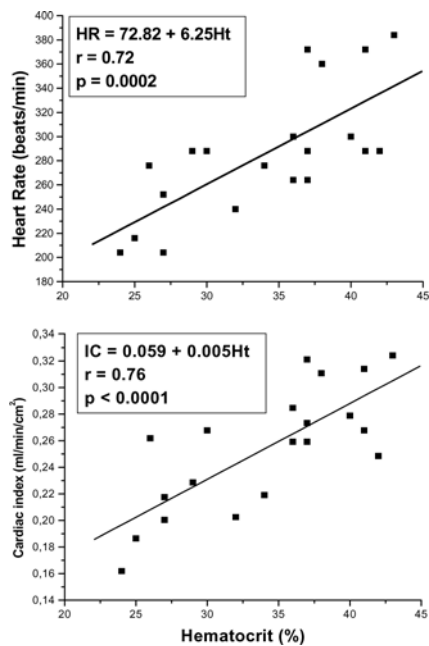 HR = 72.82 + 6.25Ht
r = 0.72
p = 0.0002
Heart Rate (beats/min)
400
380
360
340
320
300
280
260
240
220
200
180
20 25 30 35 40 45
IC = 0.059 + 0.005Ht
r = 0.76
p < 0.0001
Cardiac index (ml/min/cm²)
0,34
0,32
0,30
0,28
0,26
0,24
0,22
0,20
0,18
0,16
0,14
20 25 30 35 40 45
Hematocrit (%)